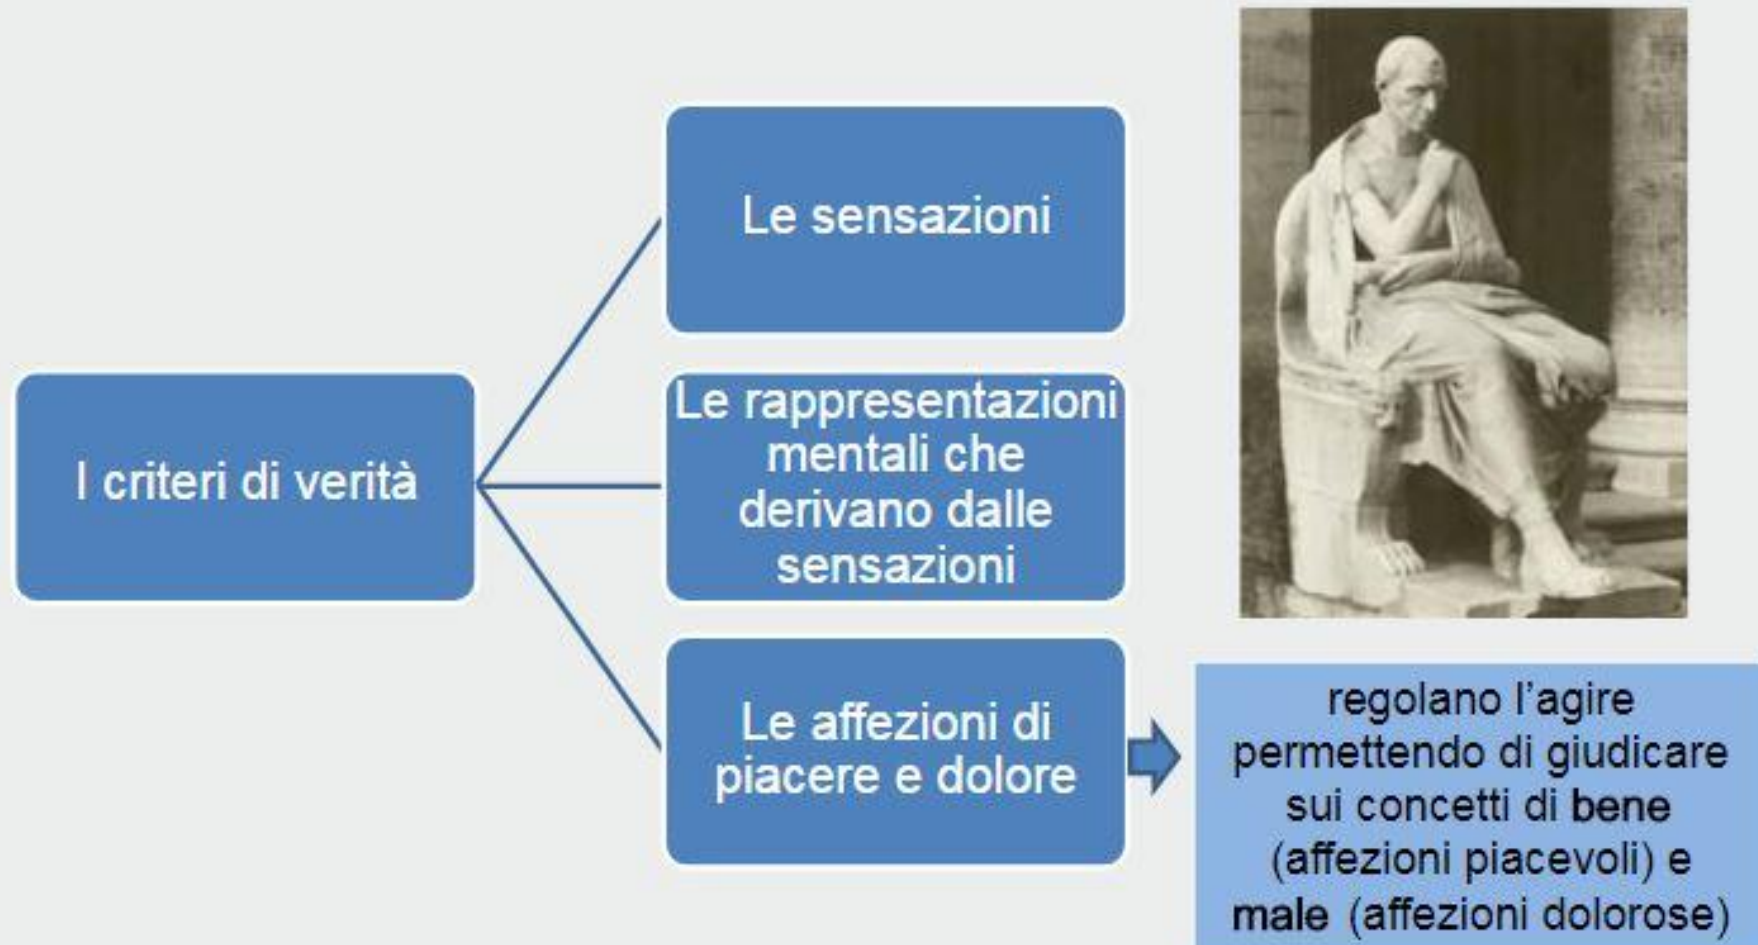 Le sensazioni
I criteri di verità
Le rappresentazioni
mentali che
derivano dalle
sensazioni
Le affezioni di
piacere e dolore
regolano l’agire
permettendo di giudicare
sui concetti di bene
(affezioni piacevoli) e
male (affezioni dolorose)